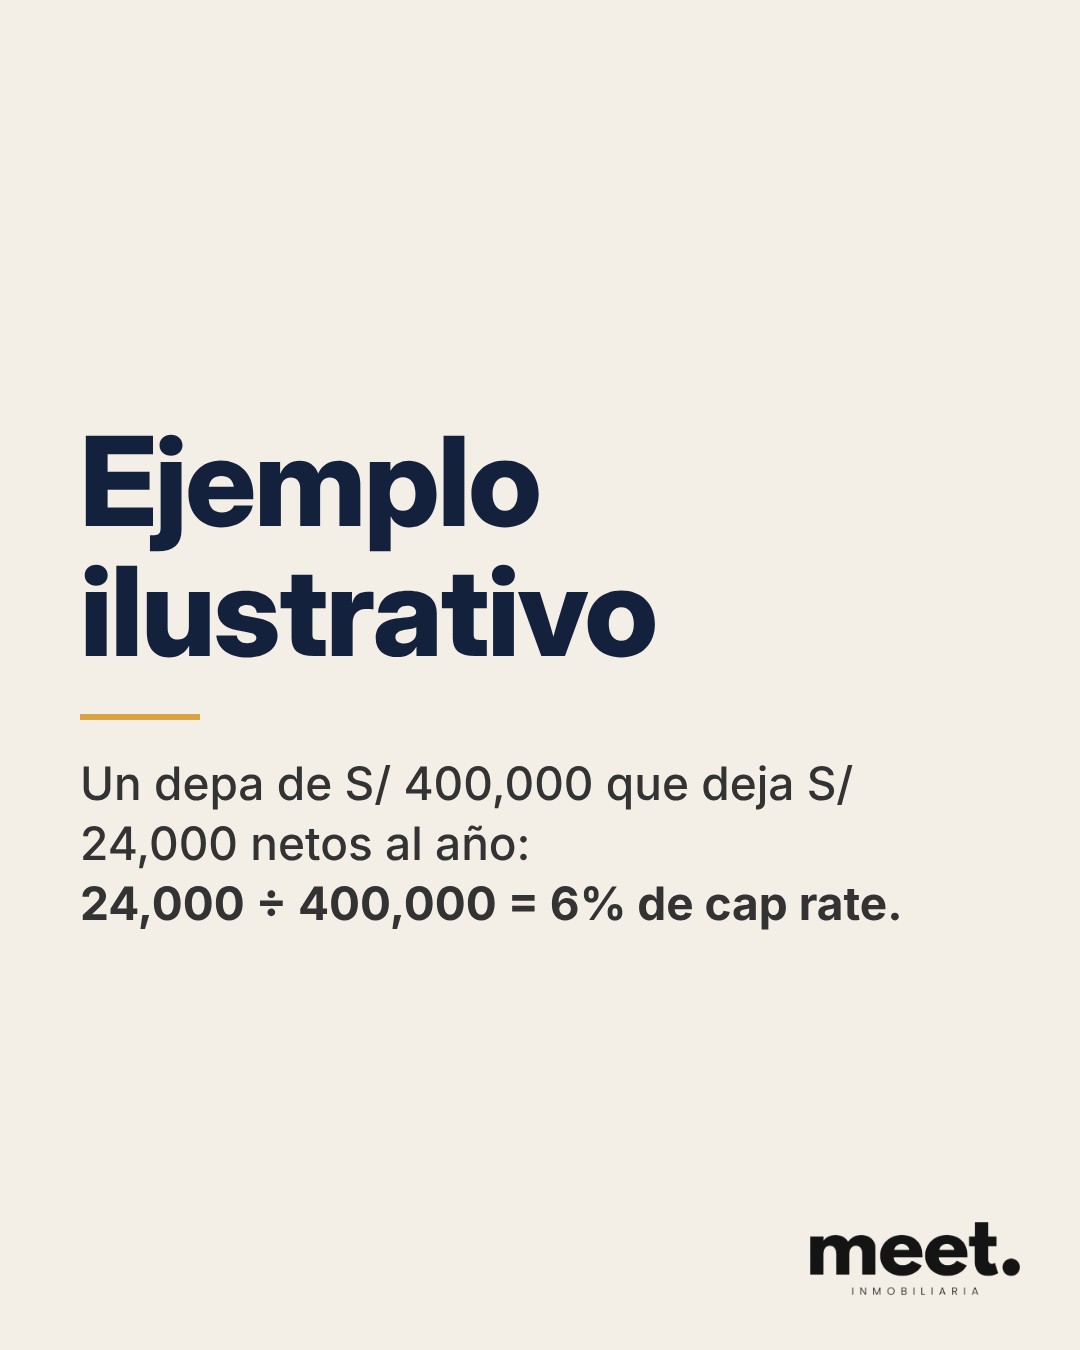 Ejemplo
ilustrativo
Un depa de S/ 400,000 que deja S/
24,000 netos al año:
24,000 ÷ 400,000 = 6% de cap rate.
meet.
INMOBILIARIA